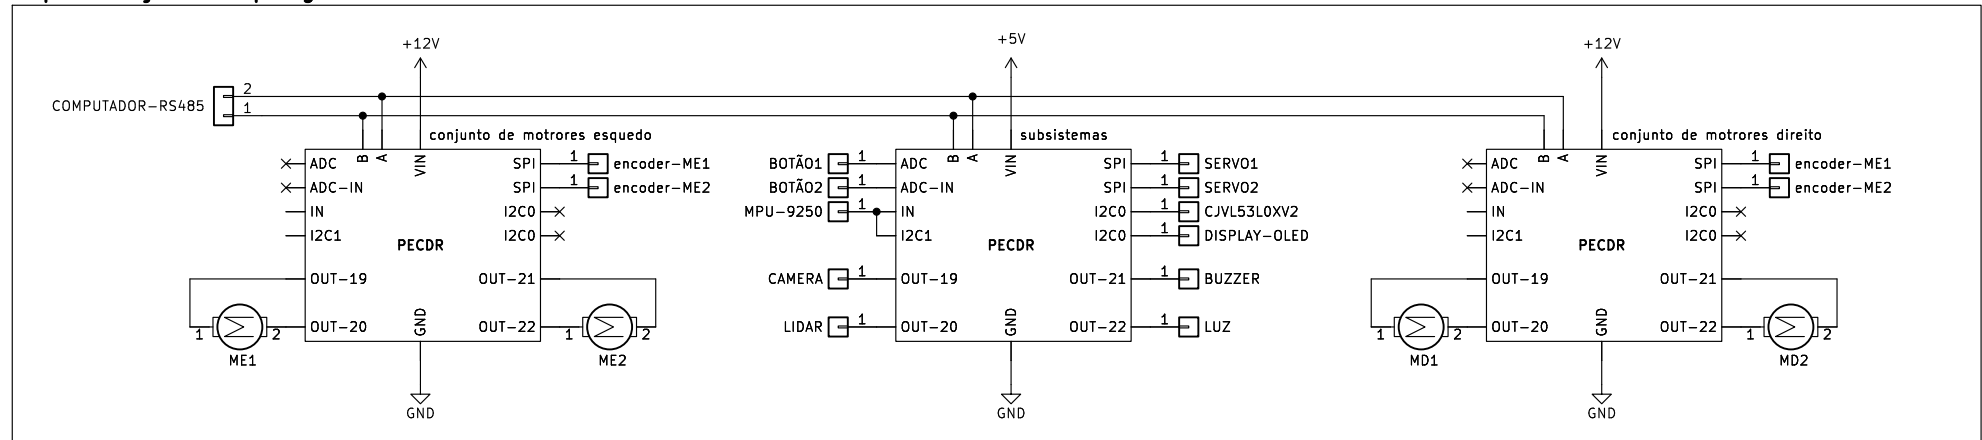 +12V
+5V
+12V
COMPUTADOR-RS485
2
1
conjunto de motrores esquedo
B
A
VIN
ADC
ADC-IN
IN
I2C1
OUT-19
OUT-20
PECDR
GND
SPI
SPI
I2C0
I2C0
OUT-21
OUT-22
1 encoder-ME1
1 encoder-ME2
1 2
ME1
1 2
ME2
GND
subsistemas
B
A
VIN
BOTÃO1 1
BOTÃO2 1
MPU-9250 1
CAMERA 1
LIDAR 1
ADC
ADC-IN
IN
I2C1
OUT-19
OUT-20
PECDR
GND
SPI
SPI
I2C0
I2C0
OUT-21
OUT-22
1 SERVO1
1 SERVO2
1 CJVL53L0XV2
1 DISPLAY-OLED
1 BUZZER
1 LUZ
GND
conjunto de motrores direito
B
A
VIN
ADC
ADC-IN
IN
I2C1
OUT-19
OUT-20
PECDR
GND
SPI
SPI
I2C0
I2C0
OUT-21
OUT-22
1 encoder-ME1
1 encoder-ME2
1 2
MD1
1 2
MD2
GND